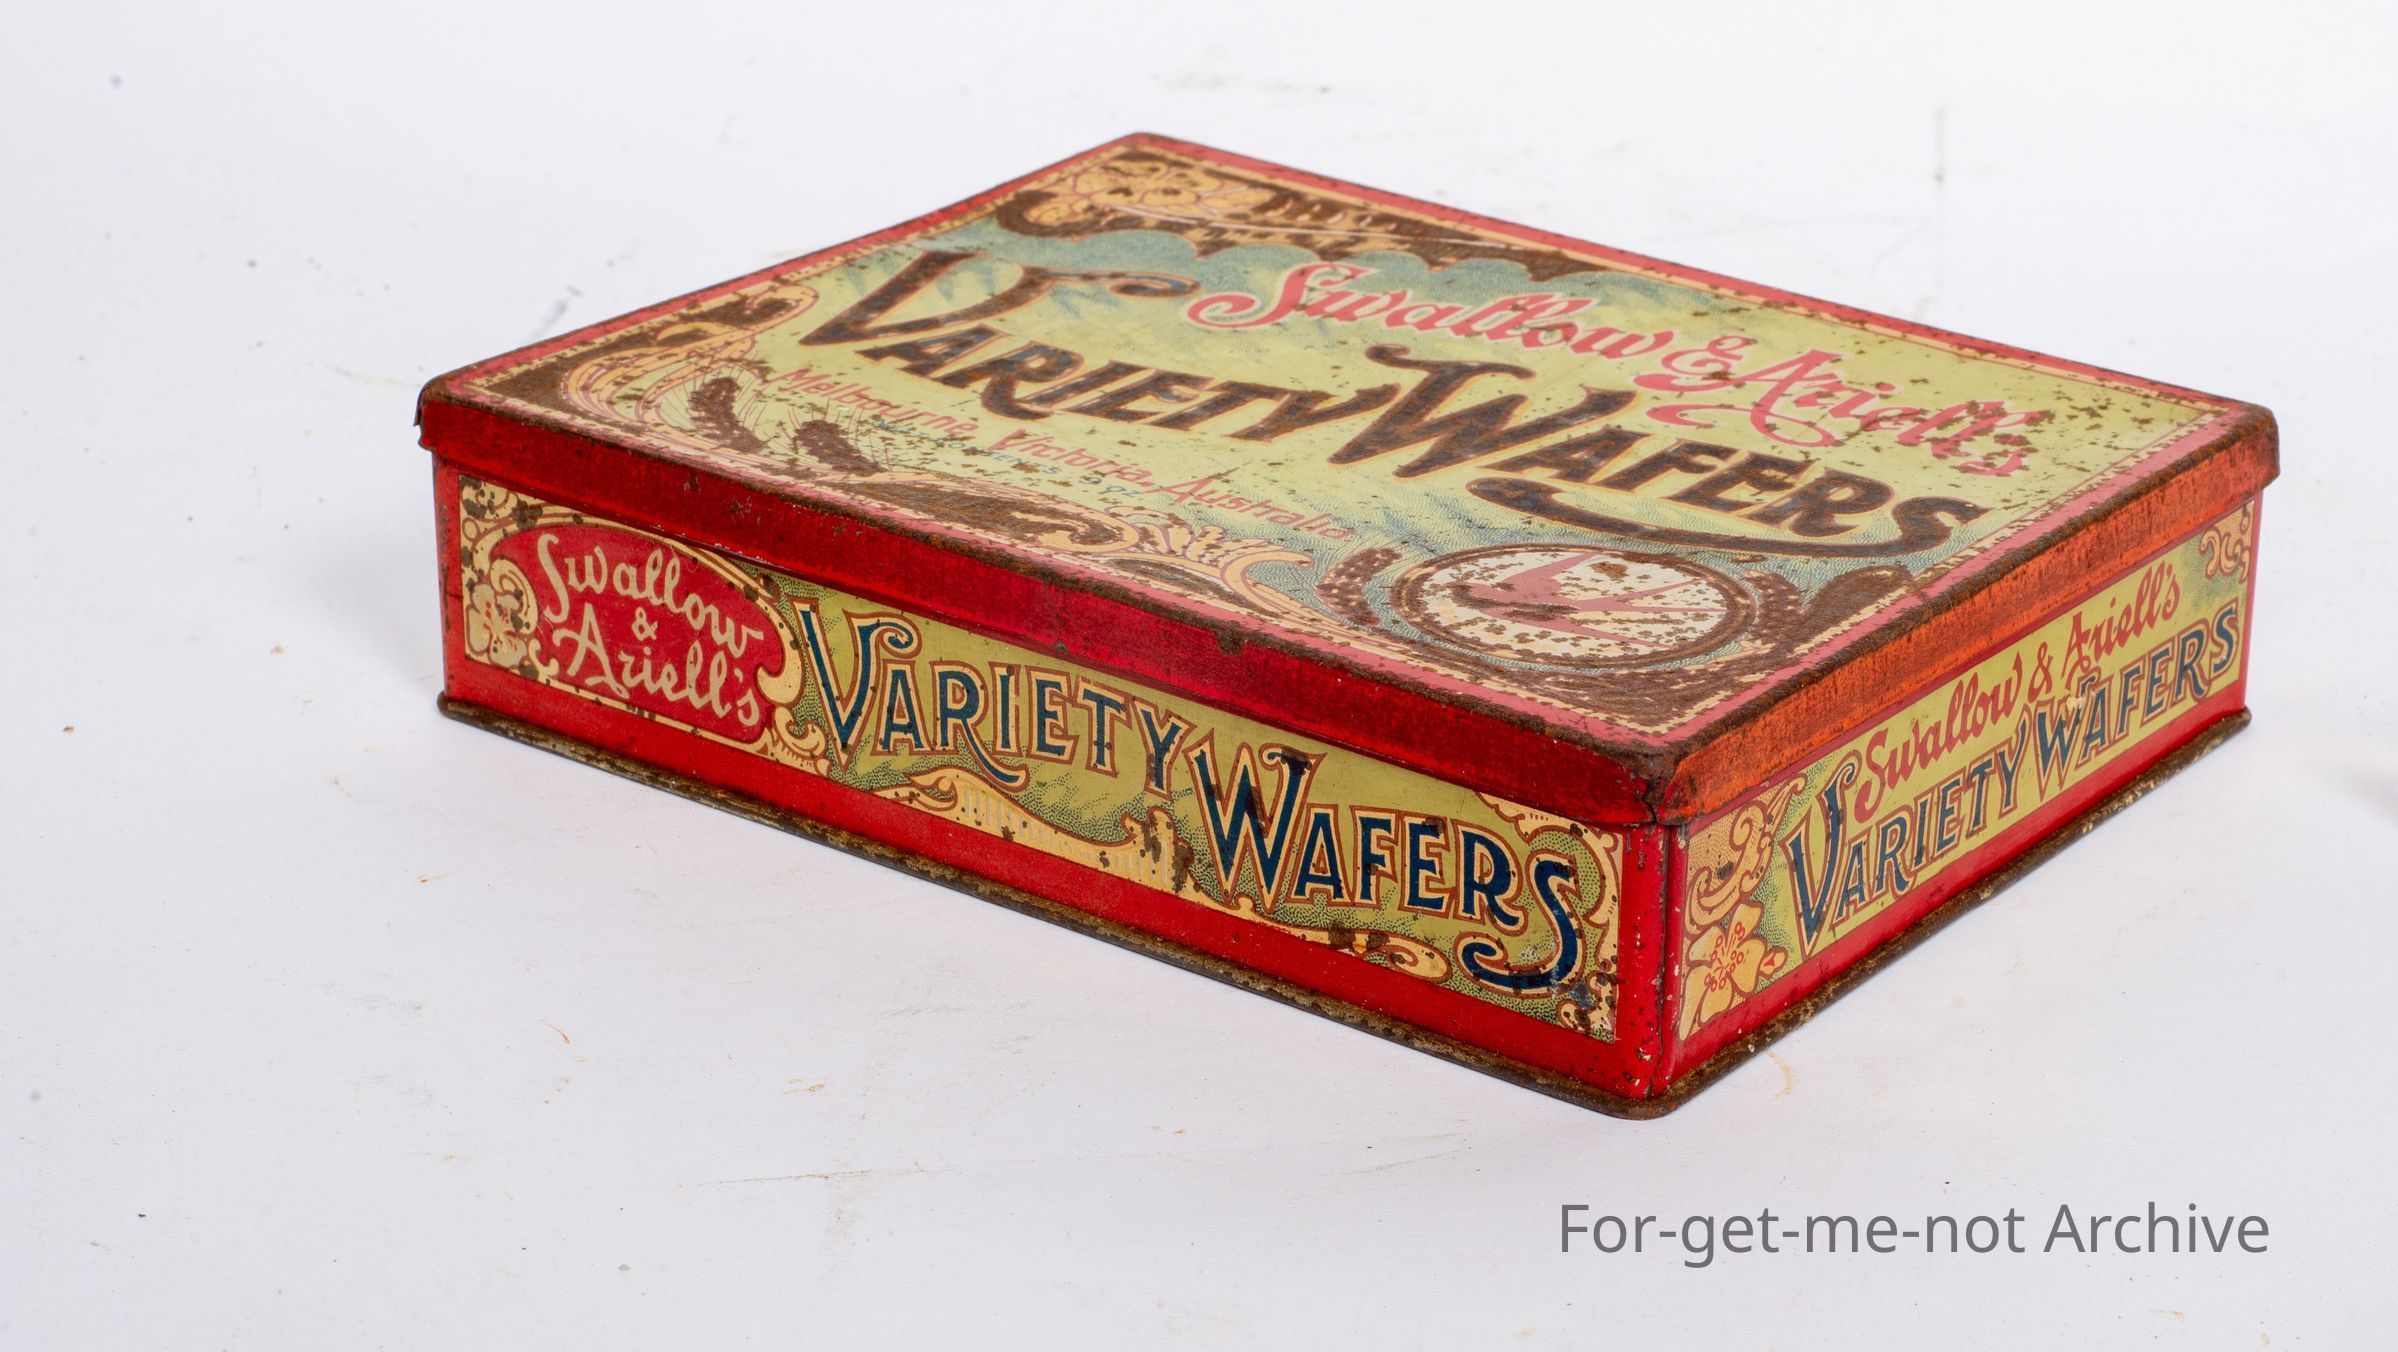 Swallow & Ariell's
VARIETY WAFERS
Melbourne, Victoria, Australia
Swallow
&
Ariell's
VARIETY WAFERS
Swallow & Ariell's
VARIETY WAFERS
For-get-me-not Archive